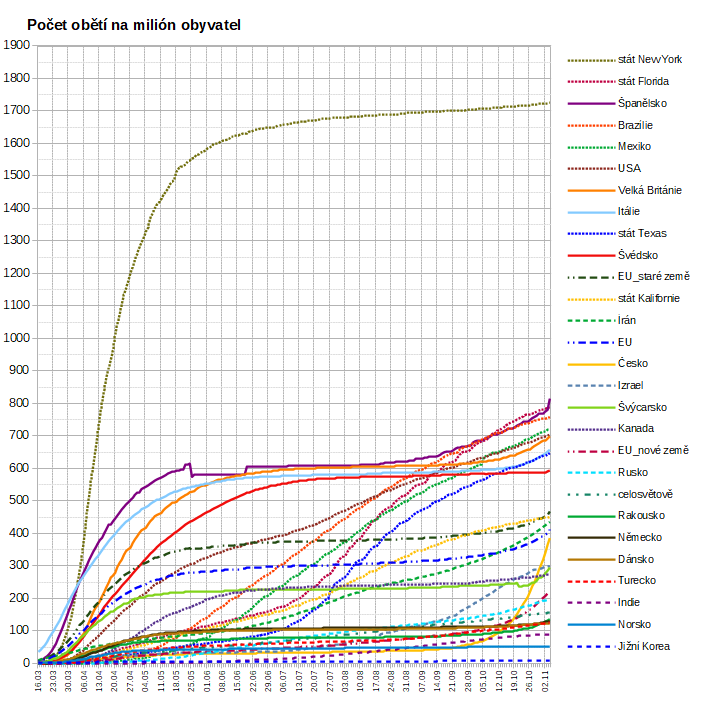 Počet obětí na milión obyvatel
1900
1800
1700
1600
1500
1400
1300
1200
1100
1000
900
800
700
600
500
400
300
200
100
0
16.03 23.03 30.03 06.04 13.04 20.04 27.04 04.05 11.05 18.05 25.05 01.06 08.06 15.06 22.06 29.06 06.07 13.07 20.07 27.07 03.08 10.08 17.08 24.08 31.08 07.09 14.09 21.09 28.09 05.10 12.10 19.10 26.10 02.11
stát NewYork
stát Florida
Španělsko
Brazilie
Mexiko
USA
Velká Británie
Itálie
stát Texas
Švédsko
EU_staré země
stát Kalifornie
Írán
EU
Česko
Izrael
Švýcarsko
Kanada
EU_nové země
Rusko
celosvětově
Rakousko
Německo
Dánsko
Turecko
Indie
Norsko
Jižní Korea